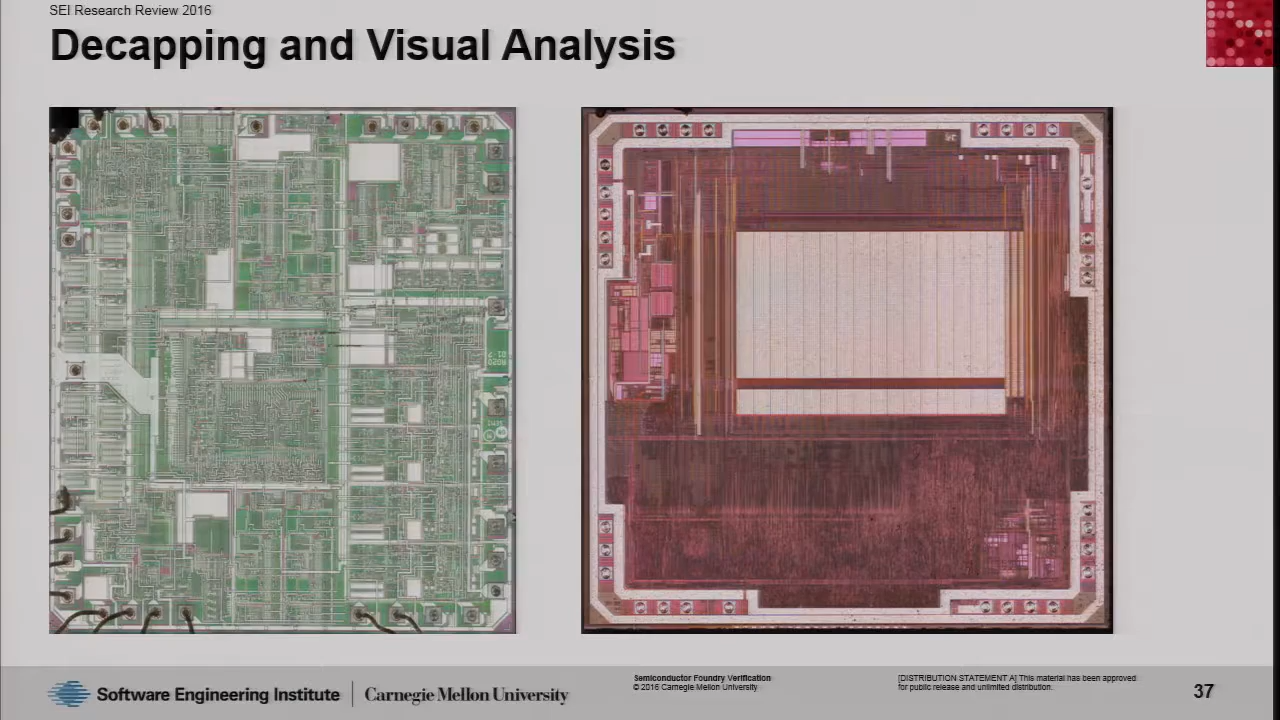 SEI Research Review 2016
Decapping and Visual Analysis
Software Engineering Institute
Carnegie Mellon University
Semiconductor Foundry Verification
© 2016 Carnegie Mellon University
[DISTRIBUTION STATEMENT A] This material has been approved
for public release and unlimited distribution.
37